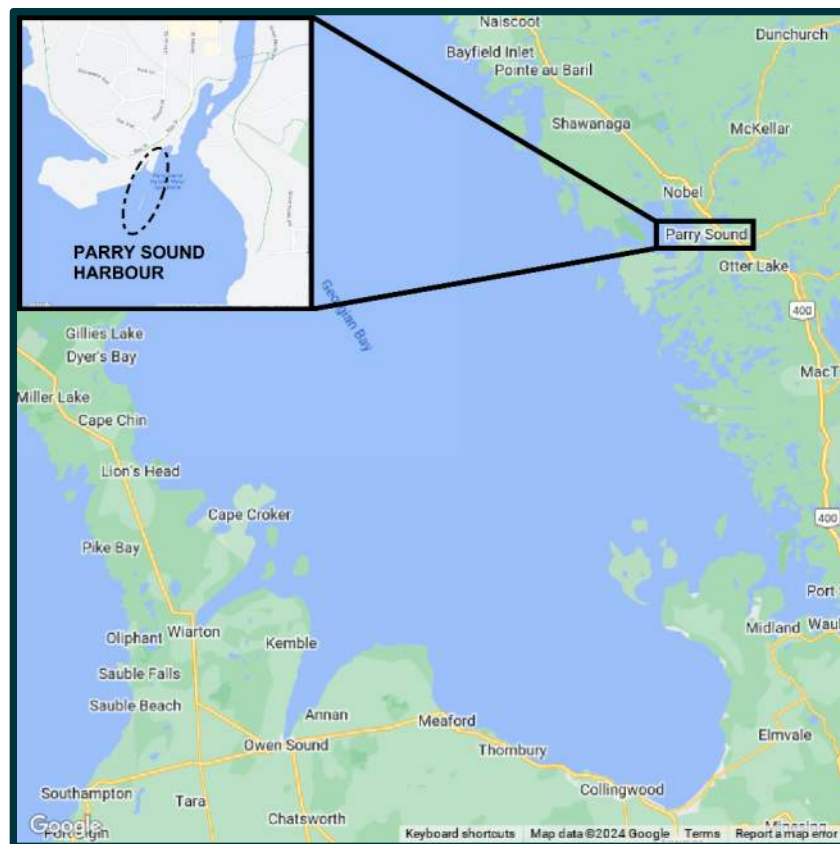 Naiscoot
Dunchurch
Bayfield Inlet
Pointe au Baril
Shawanaga
McKellar
Nobel
Parry Sound
Otter Lake
PARRY SOUND
HARBOUR
Georgian Bay
400
Gillies Lake
Dyer's Bay
MacT
Miller Lake
Cape Chin
Lion's Head
Cape Croker
400
Pike Bay
Port
Midland
Wau
Oliphant
Wiarton
Kemble
Sauble Falls
Sauble Beach
Annan
Meaford
Elmvale
Owen Sound
Thornbury
Southampton
Collingwood
Tara
Chatsworth
Google
Keyboard shortcuts
Map data ©2024 Google
Terms
Report a map error